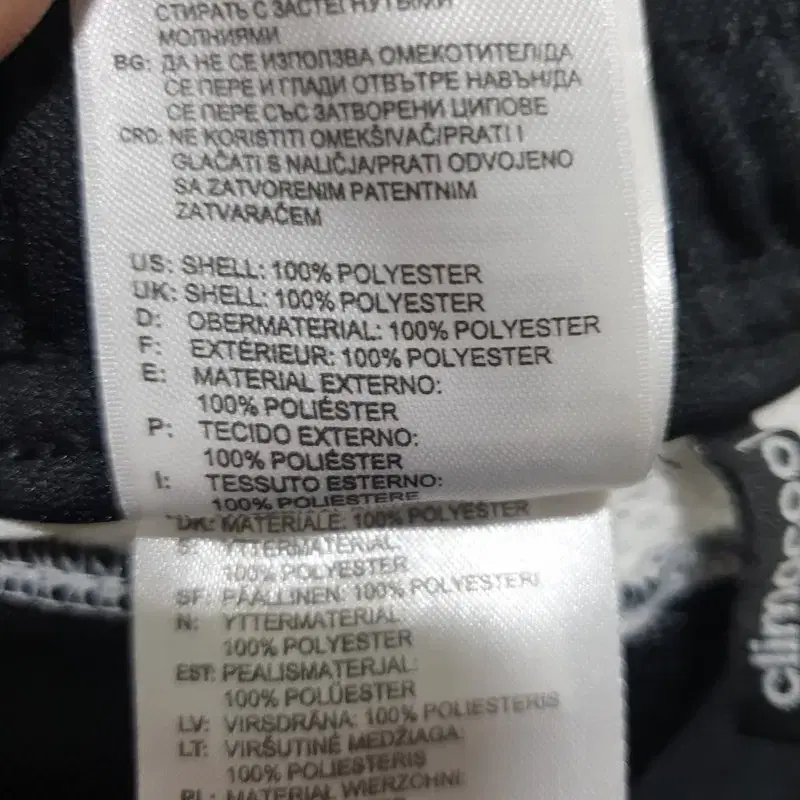 СТИРАТЬ С ЗАСТЕГНУТЫМИ
МОЛНИЯМИ
BG: ДА НЕ СЕ ИЗПОЛЗВА ОМЕКОТИТЕЛ/ДА
СЕ ПЕРЕ И ГЛАДИ ОТВЪТРЕ НАВЪН/ДА
СЕ ПЕРЕ СЪС ЗАТВОРЕНИ ЦИПОВЕ
CRO: NE KORISTITI OMEKŠIVAČ/PRATI I
GLAČATI S NALIČJA/PRATI ODVOJENO
SA ZATVORENIM PATENTNIM
ZATVARAČEM
US: SHELL: 100% POLYESTER
UK: SHELL: 100% POLYESTER
D: OBERMATERIAL: 100% POLYESTER
F: EXTÉRIEUR: 100% POLYESTER
E: MATERIAL EXTERNO:
100% POLIÉSTER
P: TECIDO EXTERNO:
100% POLIÉSTER
I: TESSUTO ESTERNO:
100% POLIESTERE
DK: MATERIALE: 100% POLYESTER
S: YTTERMATERIAL
100% POLYESTER
SF: PÄÄLLINEN: 100% POLYESTERI
N: YTTERMATERIAL
100% POLYESTER
EST: PEALISMATERJAL:
100% POLÜESTER
LV: VIRSDRĀNA: 100% POLIESTERIS
LT: VIRŠUTINĖ MEDŽIAGA:
100% POLIESTERIS
PL: MATERIAŁ WIERZCHNI: